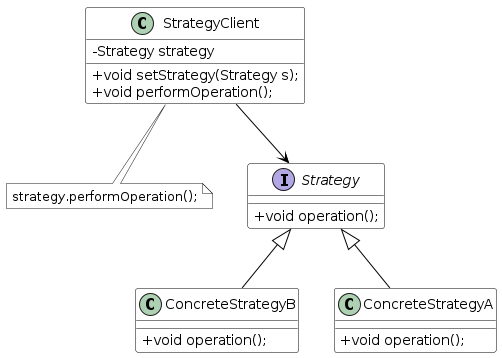 C StrategyClient
-Strategy strategy
+void setStrategy(Strategy s);
+void performOperation();
strategy.performOperation();
I Strategy
+void operation();
C ConcreteStrategyB
+void operation();
C ConcreteStrategyA
+void operation();